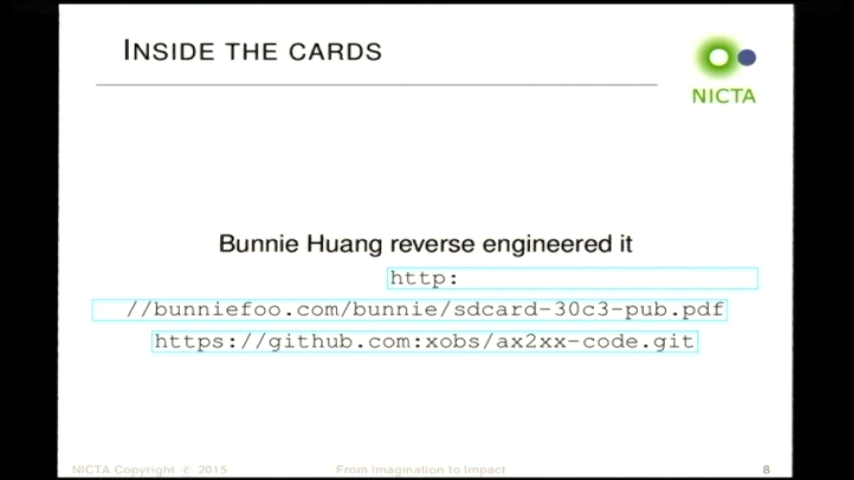 INSIDE THE CARDS
NICTA
Bunnie Huang reverse engineered it
http:
//bunniefoo.com/bunnie/sdcard-30c3-pub.pdf
https://github.com:xobs/ax2xx-code.git
NICTA Copyright © 2015 From Imagination to Impact 8